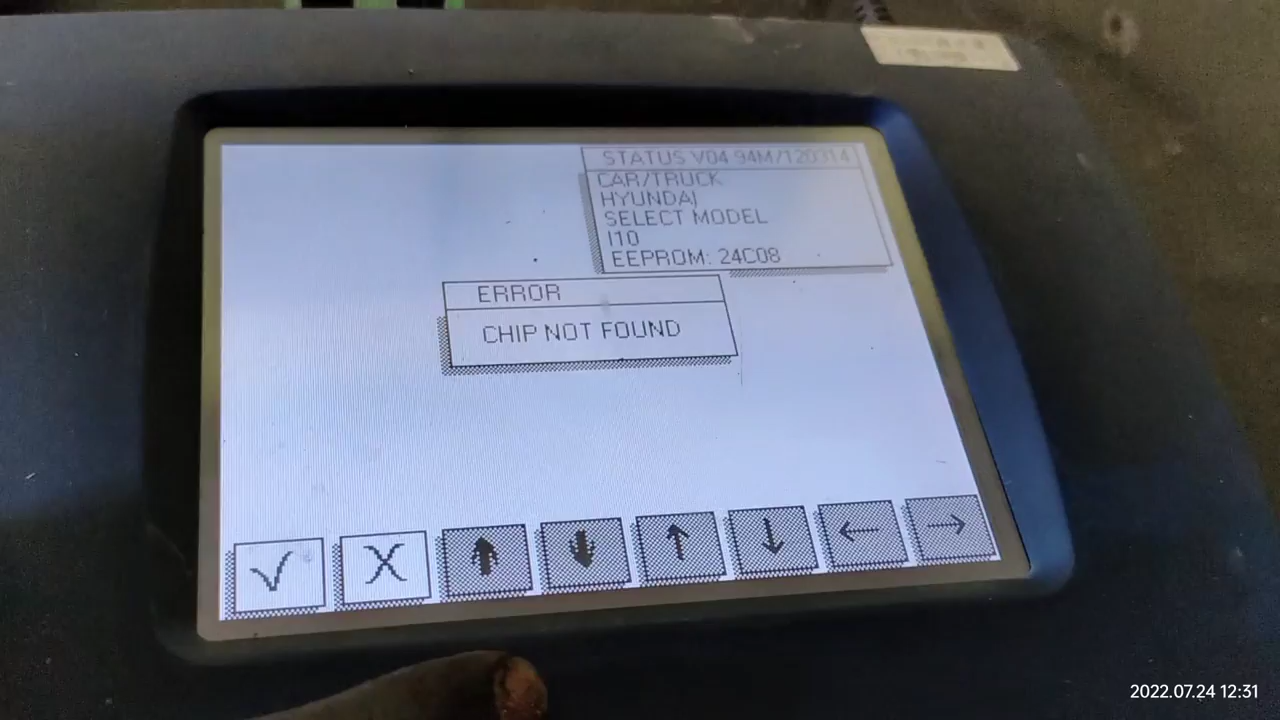 STATUS V04 94M/120314
CAR/TRUCK
HYUNDAI
SELECT MODEL
I10
EEPROM: 24C08
ERROR
CHIP NOT FOUND
2022.07.24 12:31